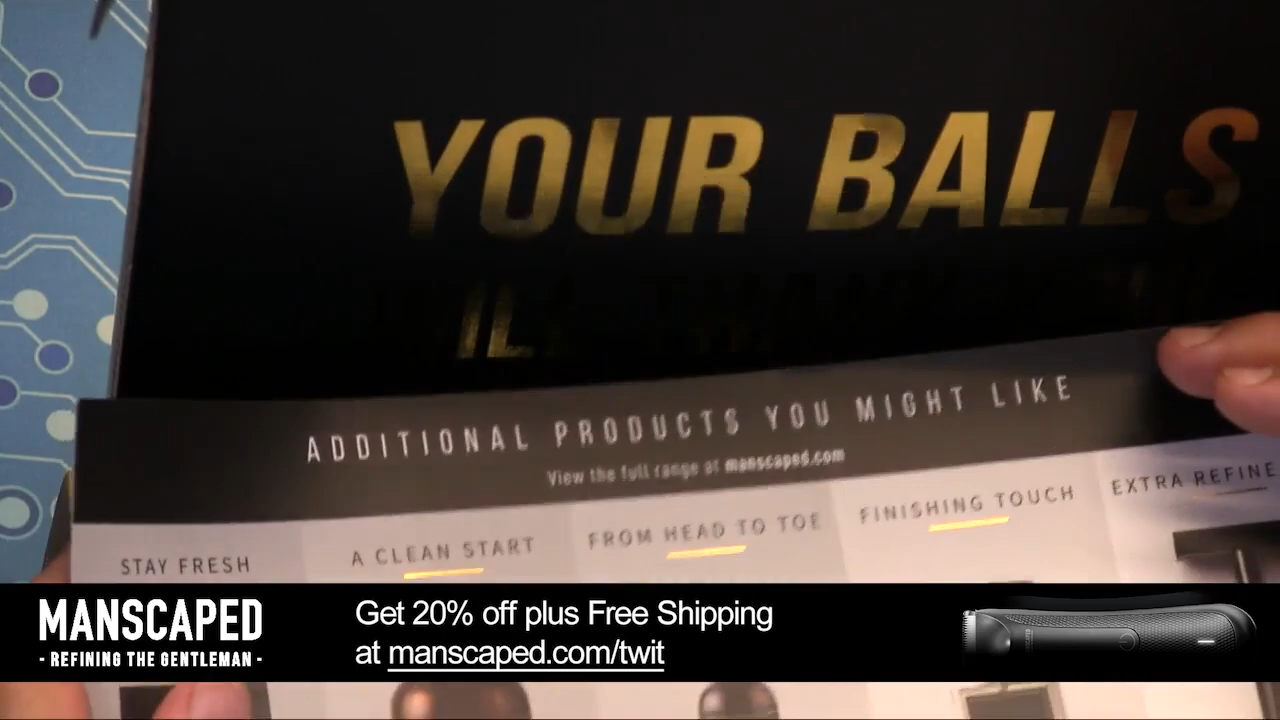 YOUR BALLS
ADDITIONAL PRODUCTS YOU MIGHT LIKE
View the full range at manscaped.com
STAY FRESH
A CLEAN START
FROM HEAD TO TOE
FINISHING TOUCH
EXTRA REFINE
MANSCAPED
- REFINING THE GENTLEMAN -
Get 20% off plus Free Shipping
at manscaped.com/twit